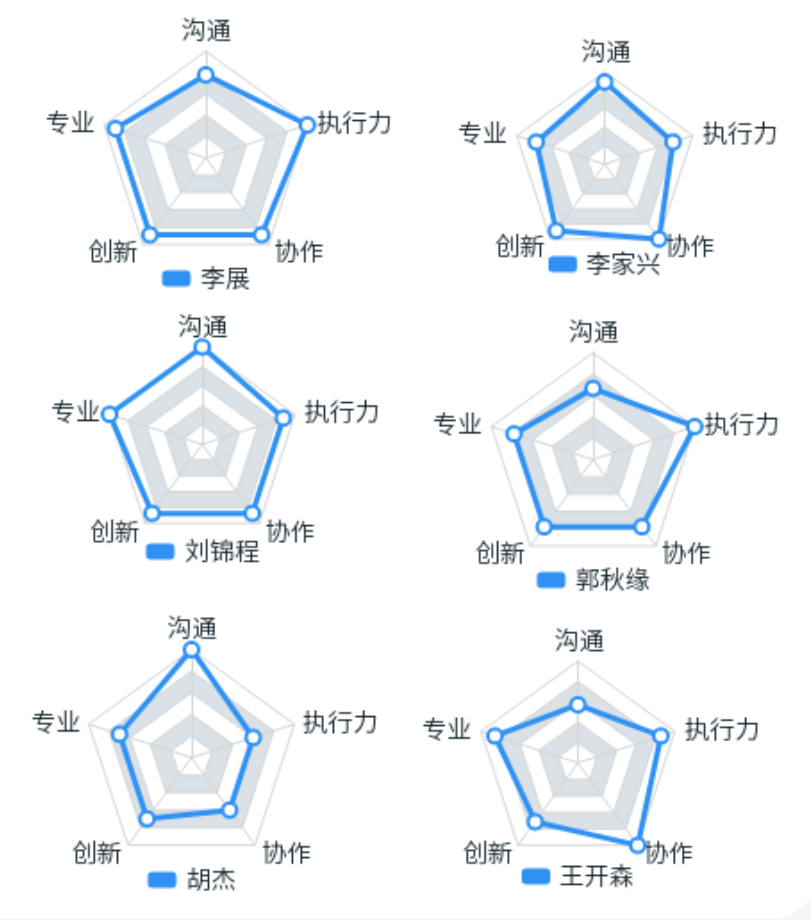 沟通
专业
执行力
创新
协作
李展
沟通
专业
执行力
创新
协作
李家兴
沟通
专业
执行力
创新
协作
刘锦程
沟通
专业
执行力
创新
协作
郭秋缘
沟通
专业
执行力
创新
协作
胡杰
沟通
专业
执行力
创新
协作
王开森